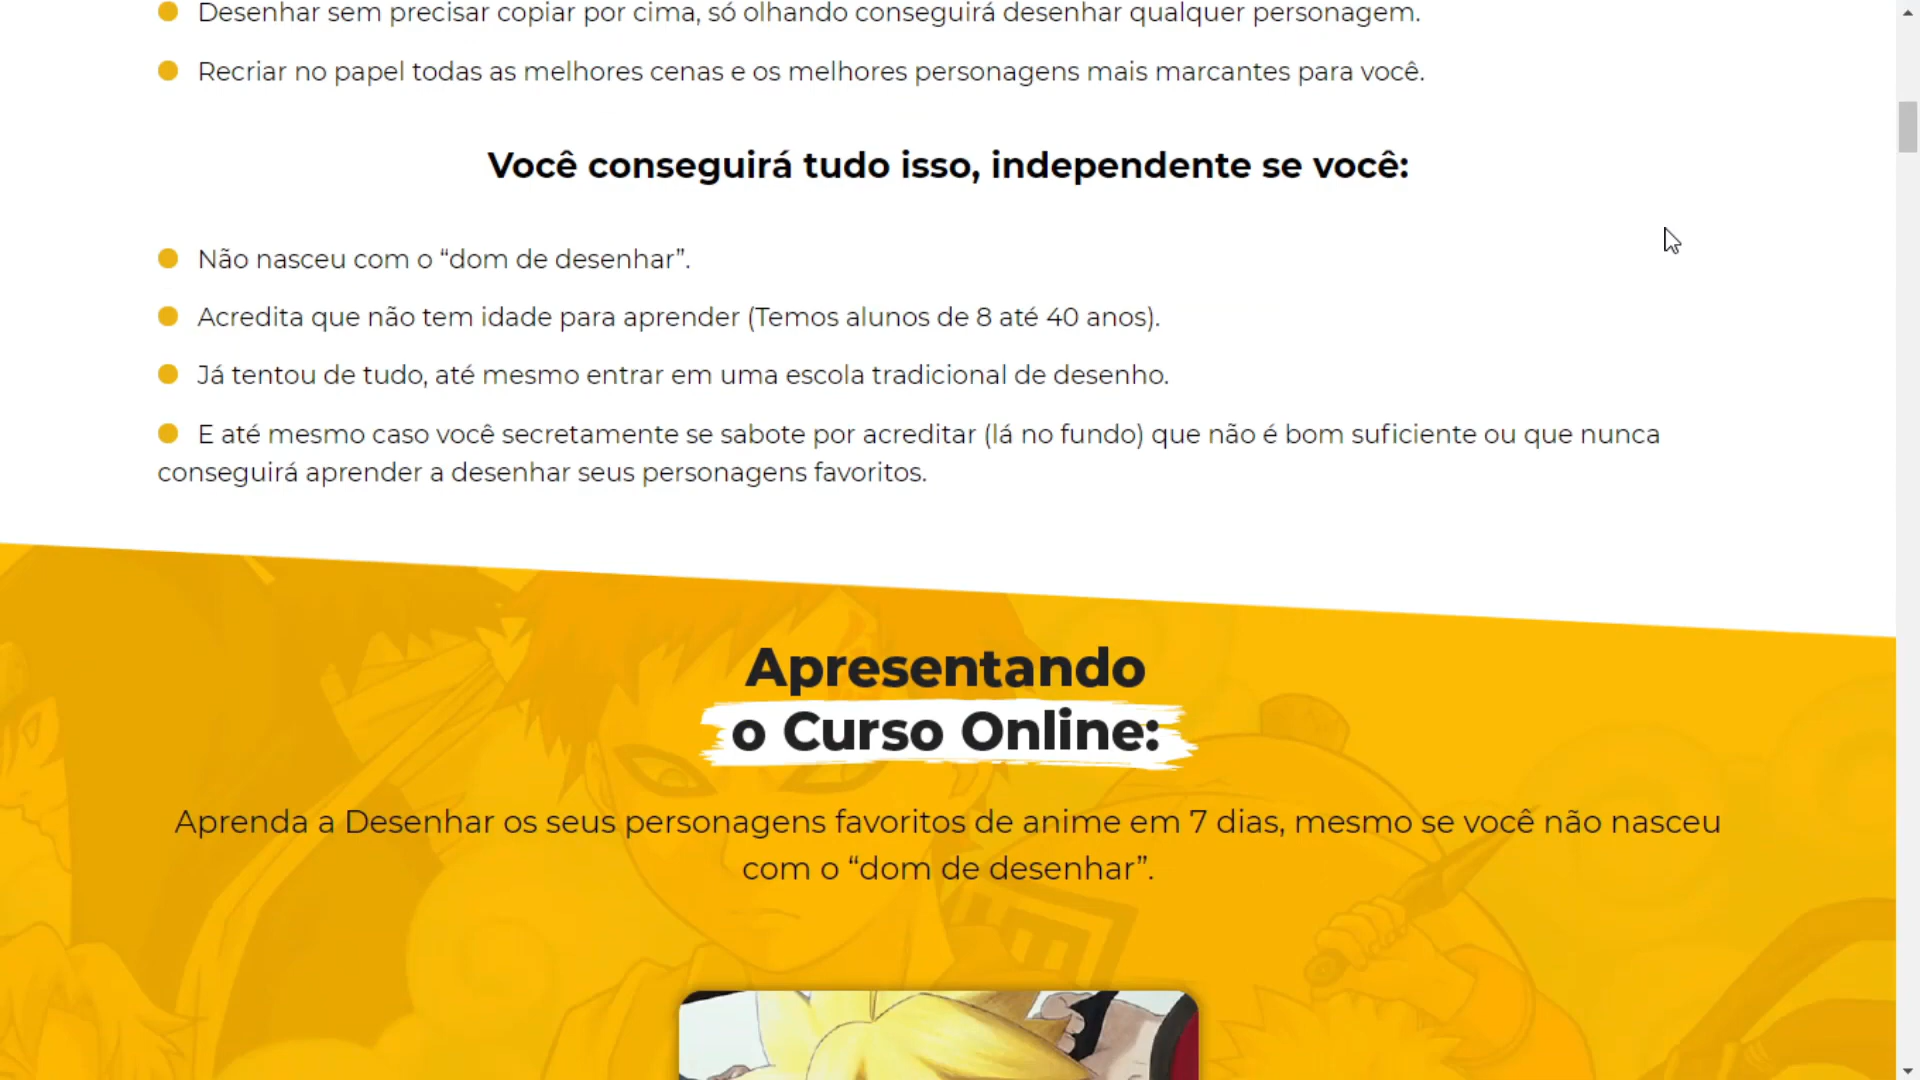 Desenhar sem precisar copiar por cima, só olhando conseguirá desenhar qualquer personagem.
Recriar no papel todas as melhores cenas e os melhores personagens mais marcantes para você.
Você conseguirá tudo isso, independente se você:
Não nasceu com o “dom de desenhar”.
Acredita que não tem idade para aprender (Temos alunos de 8 até 40 anos).
Já tentou de tudo, até mesmo entrar em uma escola tradicional de desenho.
E até mesmo caso você secretamente se sabote por acreditar (lá no fundo) que não é bom suficiente ou que nunca
conseguirá aprender a desenhar seus personagens favoritos.
Apresentando
o Curso Online:
Aprenda a Desenhar os seus personagens favoritos de anime em 7 dias, mesmo se você não nasceu
com o “dom de desenhar”.